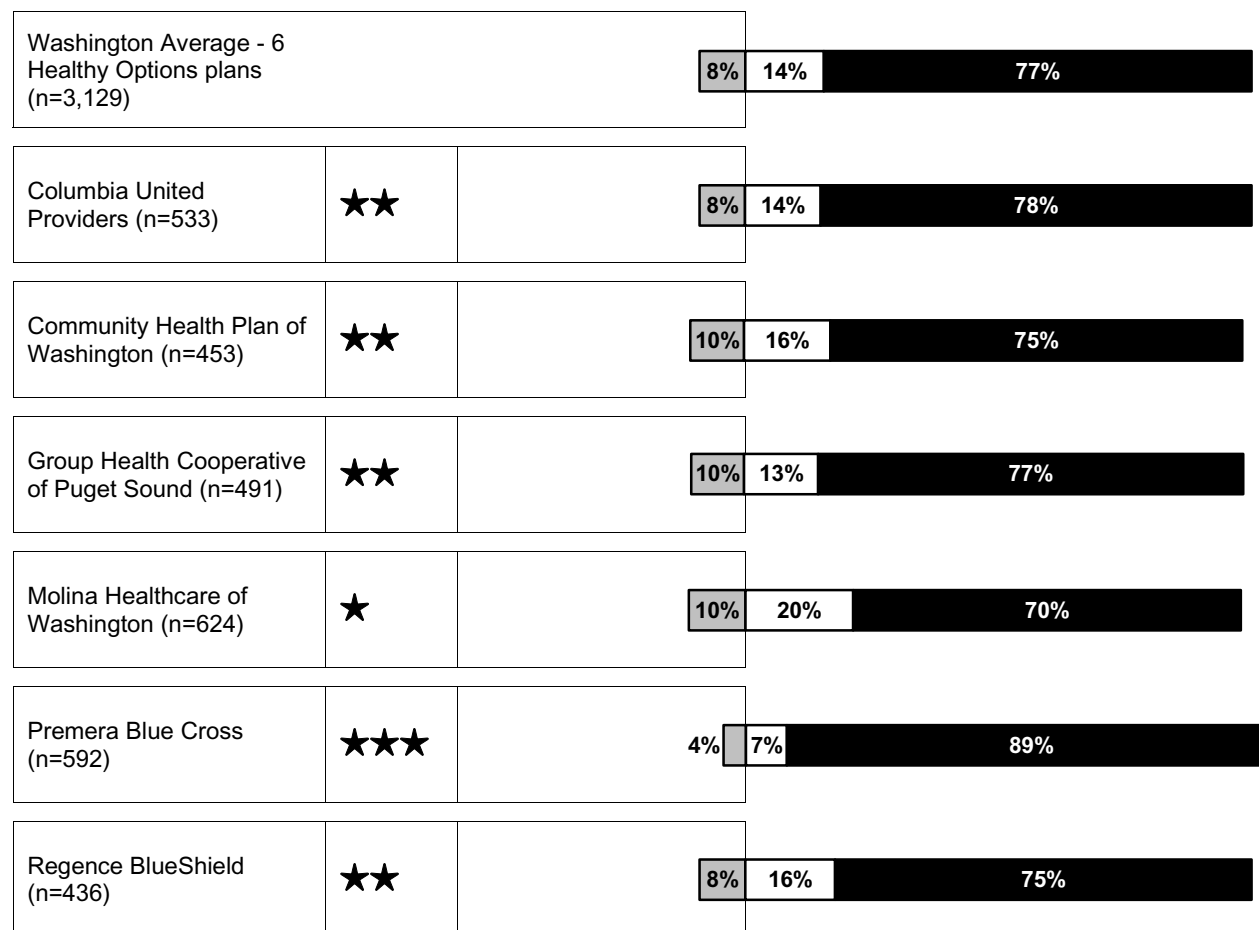 Washington Average - 6
Healthy Options plans
(n=3,129)
8% 14% 77%
Columbia United
Providers (n=533)
★★
8% 14% 78%
Community Health Plan of
Washington (n=453)
★★
10% 16% 75%
Group Health Cooperative
of Puget Sound (n=491)
★★
10% 13% 77%
Molina Healthcare of
Washington (n=624)
★
10% 20% 70%
Premera Blue Cross
(n=592)
★★★
4% 7% 89%
Regence BlueShield
(n=436)
★★
8% 16% 75%